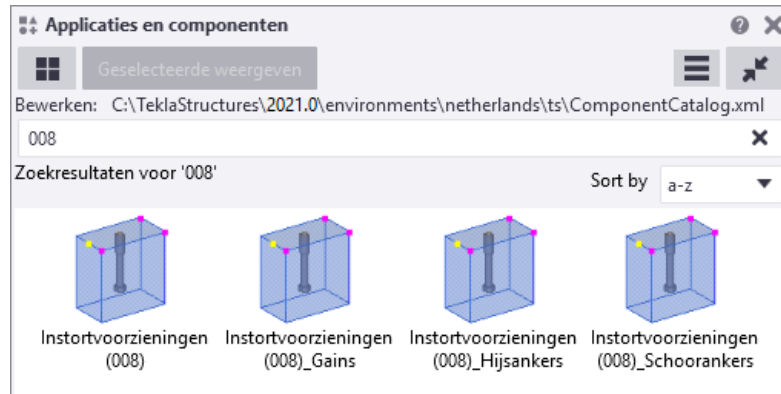 Applicaties en componenten
Geselecteerde weergeven
Bewerken: C:\TeklaStructures\2021.0\environments\netherlands\ts\ComponentCatalog.xml
008
Zoekresultaten voor '008'
Sort by a-z
Instortvoorzieningen Instortvoorzieningen Instortvoorzieningen Instortvoorzieningen
(008) (008)_Gains (008)_Hijsankers (008)_Schoorankers